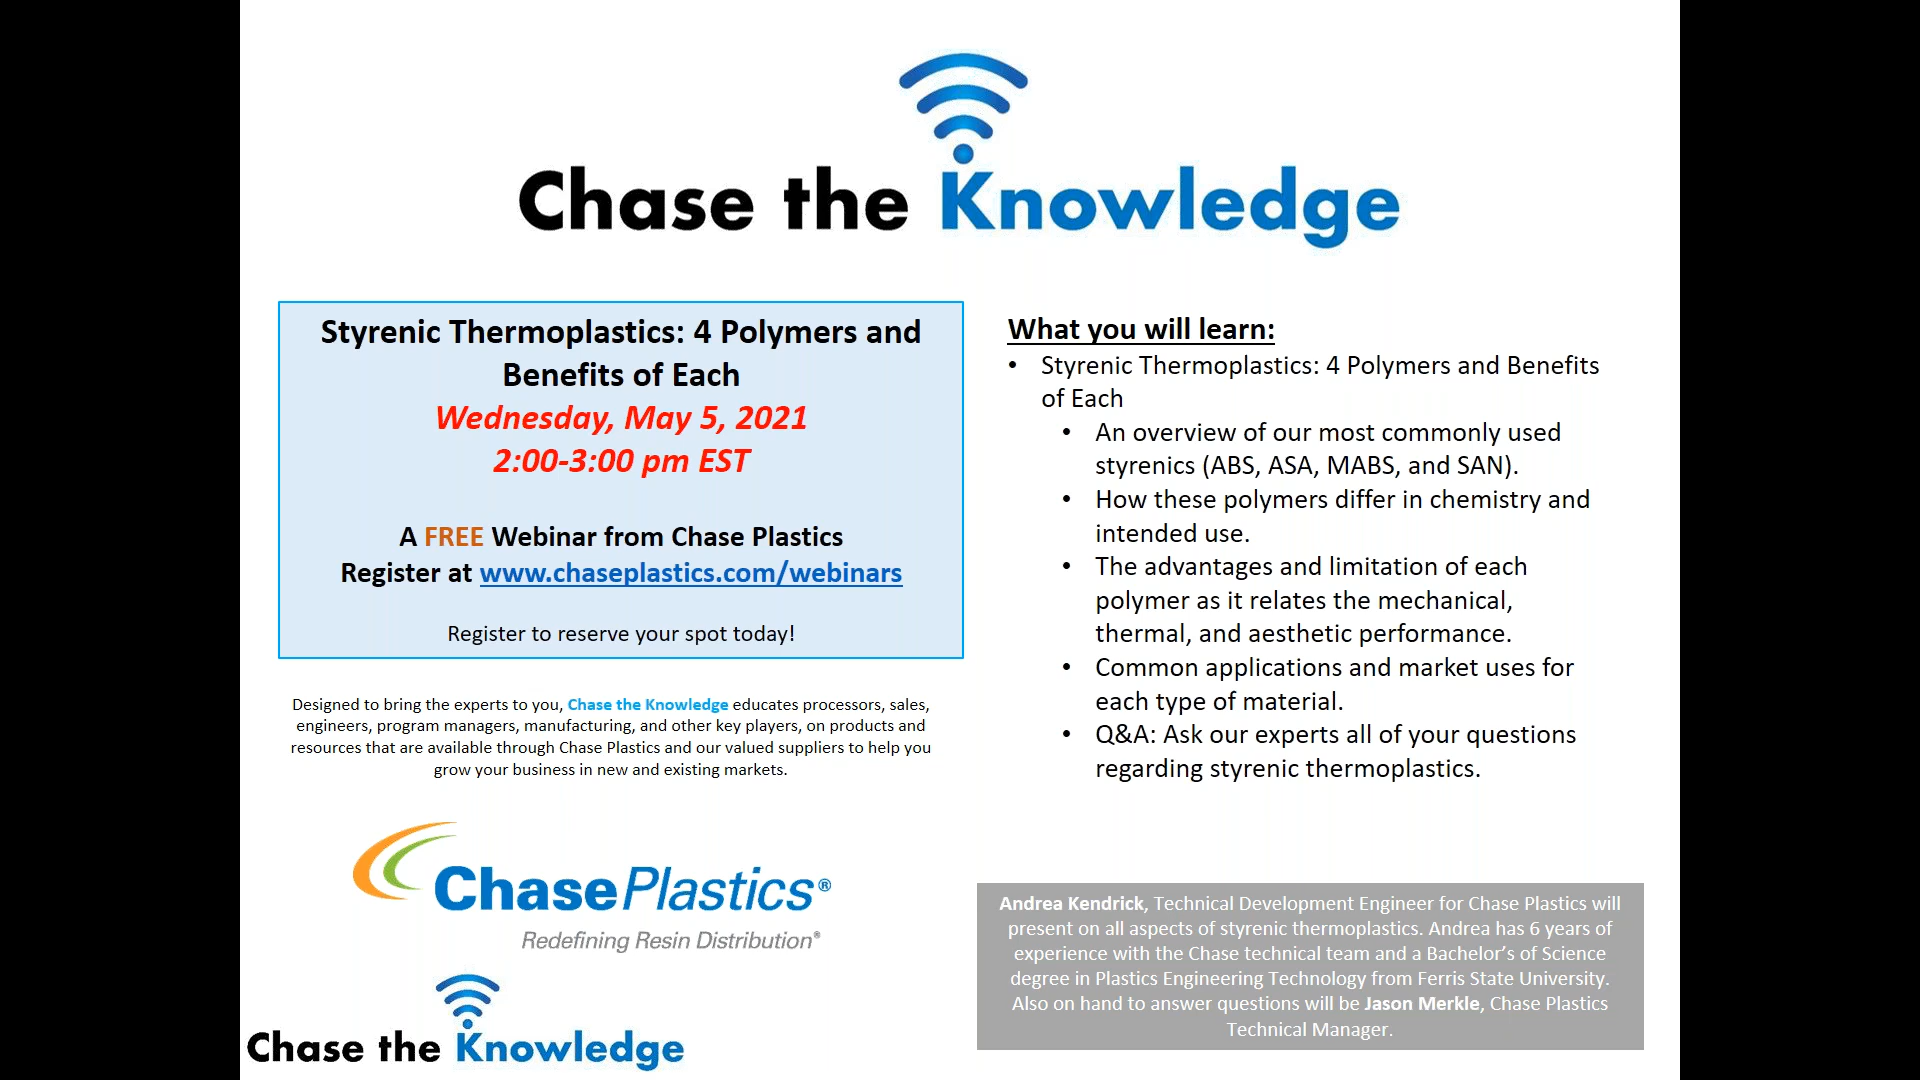 Chase the Knowledge
Styrenic Thermoplastics: 4 Polymers and
Benefits of Each
Wednesday, May 5, 2021
2:00-3:00 pm EST
A FREE Webinar from Chase Plastics
Register at www.chaseplastics.com/webinars
Register to reserve your spot today!
Designed to bring the experts to you, Chase the Knowledge educates processors, sales,
engineers, program managers, manufacturing, and other key players, on products and
resources that are available through Chase Plastics and our valued suppliers to help you
grow your business in new and existing markets.
ChasePlastics®
Redefining Resin Distribution®
Chase the Knowledge
What you will learn:
• Styrenic Thermoplastics: 4 Polymers and Benefits
of Each
• An overview of our most commonly used
styrenics (ABS, ASA, MABS, and SAN).
• How these polymers differ in chemistry and
intended use.
• The advantages and limitation of each
polymer as it relates the mechanical,
thermal, and aesthetic performance.
• Common applications and market uses for
each type of material.
• Q&A: Ask our experts all of your questions
regarding styrenic thermoplastics.
Andrea Kendrick, Technical Development Engineer for Chase Plastics will
present on all aspects of styrenic thermoplastics. Andrea has 6 years of
experience with the Chase technical team and a Bachelor’s of Science
degree in Plastics Engineering Technology from Ferris State University.
Also on hand to answer questions will be Jason Merkle, Chase Plastics
Technical Manager.